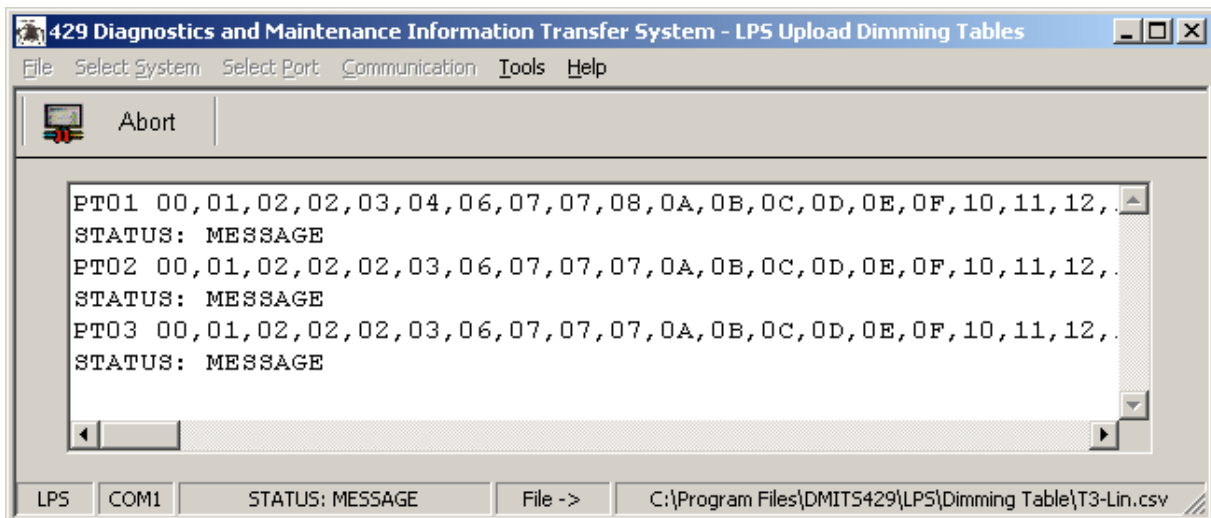 429 Diagnostics and Maintenance Information Transfer System - LPS Upload Dimming Tables
File Select System Select Port Communication Tools Help
Abort
PT01 00,01,02,02,03,04,06,07,07,08,0A,0B,0C,0D,0E,0F,10,11,12,.
STATUS: MESSAGE
PT02 00,01,02,02,02,03,06,07,07,07,0A,0B,0C,0D,0E,0F,10,11,12,.
STATUS: MESSAGE
PT03 00,01,02,02,02,03,06,07,07,07,0A,0B,0C,0D,0E,0F,10,11,12,.
STATUS: MESSAGE
LPS COM1 STATUS: MESSAGE File -> C:\Program Files\DMITS429\LPS\Dimming Table\T3-Lin.csv